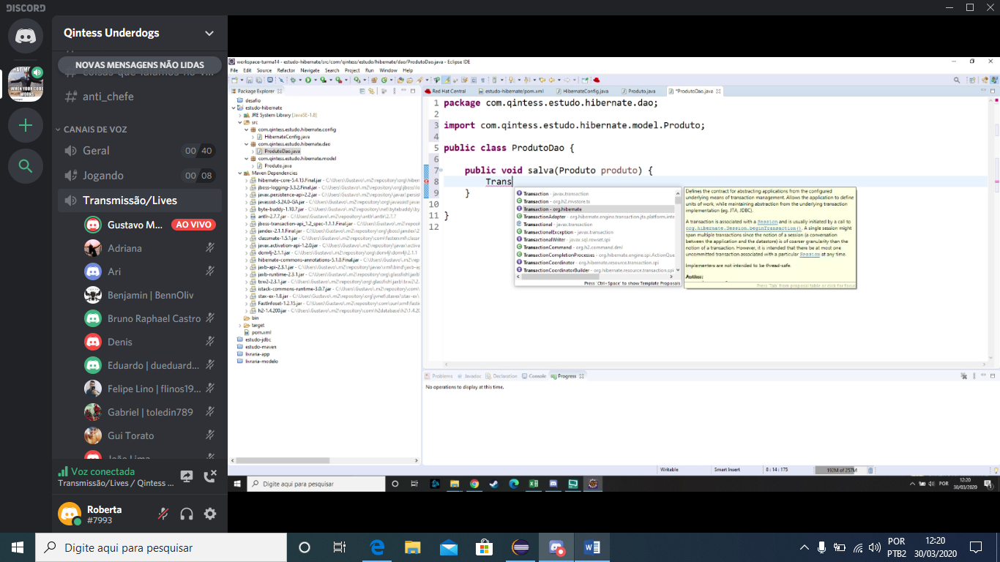 DISCORD
Qintess Underdogs
NOVAS MENSAGENS NÃO LIDAS
anti_chefe
CANAIS DE VOZ
Geral
00 40
Jogando
00 08
Transmissão/Lives
Gustavo M...
AO VIVO
Adriana
Ari
Benjamin | BennOliv
Bruno Raphael Castro
Denis
Eduardo | dueduard...
Felipe Lino | flinos19...
Gabriel | toledin789
Gui Torato
João Lima
Voz conectada
Transmissão/Lives / Qintess ...
Roberta
#7993
workspace-turma14 - estudo-hibernate/src/com/qintess/estudo/hibernate/dao/ProdutoDao.java - Eclipse IDE
File Edit Source Refactor Navigate Search Project Run Window Help
Package Explorer
desafio
estudo-hibernate
JRE System Library [JavaSE-1.8]
src
com.qintess.estudo.hibernate.config
HibernateConfig.java
com.qintess.estudo.hibernate.dao
ProdutoDao.java
com.qintess.estudo.hibernate.model
Produto.java
Maven Dependencies
hibernate-core-5.4.13.Final.jar - C:\Users\Gustavo\.m2\repository\org\hiber
jboss-logging-3.3.2.Final.jar - C:\Users\Gustavo\.m2\repository\org\jboss\lo
javax.persistence-api-2.2.jar - C:\Users\Gustavo\.m2\repository\javax\persis
javassist-3.24.0-GA.jar - C:\Users\Gustavo\.m2\repository\org\javassist\javas
byte-buddy-1.10.7.jar - C:\Users\Gustavo\.m2\repository\net\bytebuddy\byt
antlr-2.7.7.jar - C:\Users\Gustavo\.m2\repository\antlr\antlr\2.7.7
jboss-transaction-api_1.2_spec-1.1.1.Final.jar - C:\Users\Gustavo\.m2\reposit
jandex-2.1.1.Final.jar - C:\Users\Gustavo\.m2\repository\org\jboss\jandex\2.
classmate-1.5.1.jar - C:\Users\Gustavo\.m2\repository\com\fasterxml\classm
javax.activation-api-1.2.0.jar - C:\Users\Gustavo\.m2\repository\javax\activat
dom4j-2.1.1.jar - C:\Users\Gustavo\.m2\repository\org\dom4j\dom4j\2.1.1
hibernate-commons-annotations-5.1.0.Final.jar - C:\Users\Gustavo\.m2\repos
jaxb-api-2.3.1.jar - C:\Users\Gustavo\.m2\repository\javax\xml\bind\jaxb-api
jaxb-runtime-2.3.1.jar - C:\Users\Gustavo\.m2\repository\org\glassfish\jaxb\j
txw2-2.3.1.jar - C:\Users\Gustavo\.m2\repository\org\glassfish\jaxb\txw2\2.
istack-commons-runtime-3.0.7.jar - C:\Users\Gustavo\.m2\repository\com\s
stax-ex-1.8.jar - C:\Users\Gustavo\.m2\repository\org\jvnet\staxex\stax-ex\
FastInfoset-1.2.15.jar - C:\Users\Gustavo\.m2\repository\com\sun\xml\fasti
h2-1.4.200.jar - C:\Users\Gustavo\.m2\repository\com\h2database\h2\1.4.20
bin
target
pom.xml
estudo-jdbc
estudo-maven
livraria-app
livraria-modelo
Red Hat Central
estudo-hibernate/pom.xml
HibernateConfig.java
Produto.java
*ProdutoDao.java
1 package com.qintess.estudo.hibernate.dao;
2
3 import com.qintess.estudo.hibernate.model.Produto;
4
5 public class ProdutoDao {
6
7 public void salva(Produto produto) {
8 Trans
9 }
10
11 }
12
Transaction - javax.transaction
Transaction - org.h2.mvstore.tx
Transaction - org.hibernate
TransactionAdapter - org.hibernate.engine.transaction.jta.platform.inte
Transactional - javax.transaction
TransactionalException - javax.transaction
TransactionalWriter - javax.sql.rowset.spi
TransactionCommand - org.h2.command.dml
TransactionCompletionProcesses - org.hibernate.engine.spi.ActionQue
TransactionCoordinator - org.hibernate.resource.transaction.spi
TransactionCoordinatorBuilder - org.hibernate.resource.transaction.spi
Press 'Ctrl+Space' to show Template Proposals
Defines the contract for abstracting applications from the configured
underlying means of transaction management. Allows the application to define
units of work, while maintaining abstraction from the underlying transaction
implementation (eg. JTA, JDBC).
A transaction is associated with a Session and is usually initiated by a call to
org.hibernate.Session.beginTransaction(). A single session might
span multiple transactions since the notion of a session (a conversation
between the application and the datastore) is of coarser granularity than the
notion of a transaction. However, it is intended that there be at most one
uncommitted transaction associated with a particular Session at any time.
Implementers are not intended to be thread-safe.
Author:
Press 'Tab' from proposal table or click for focus
Problems
Javadoc
Declaration
Console
Progress
No operations to display at this time.
Writable
Smart Insert
8 : 14 : 175
192M of 257M
Digite aqui para pesquisar
POR
12:20
30/03/2020
Digite aqui para pesquisar
POR
PTB2
12:20
30/03/2020